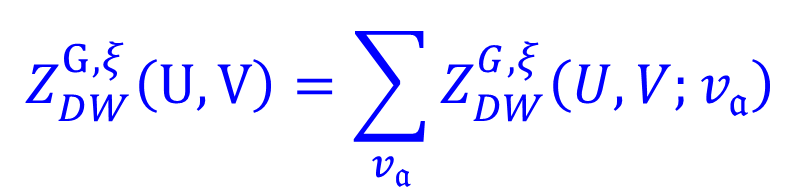 Z_{DW}^{G,ξ}(U, V) = ∑_{v_𝔞} Z_{DW}^{G,ξ}(U, V; v_𝔞)